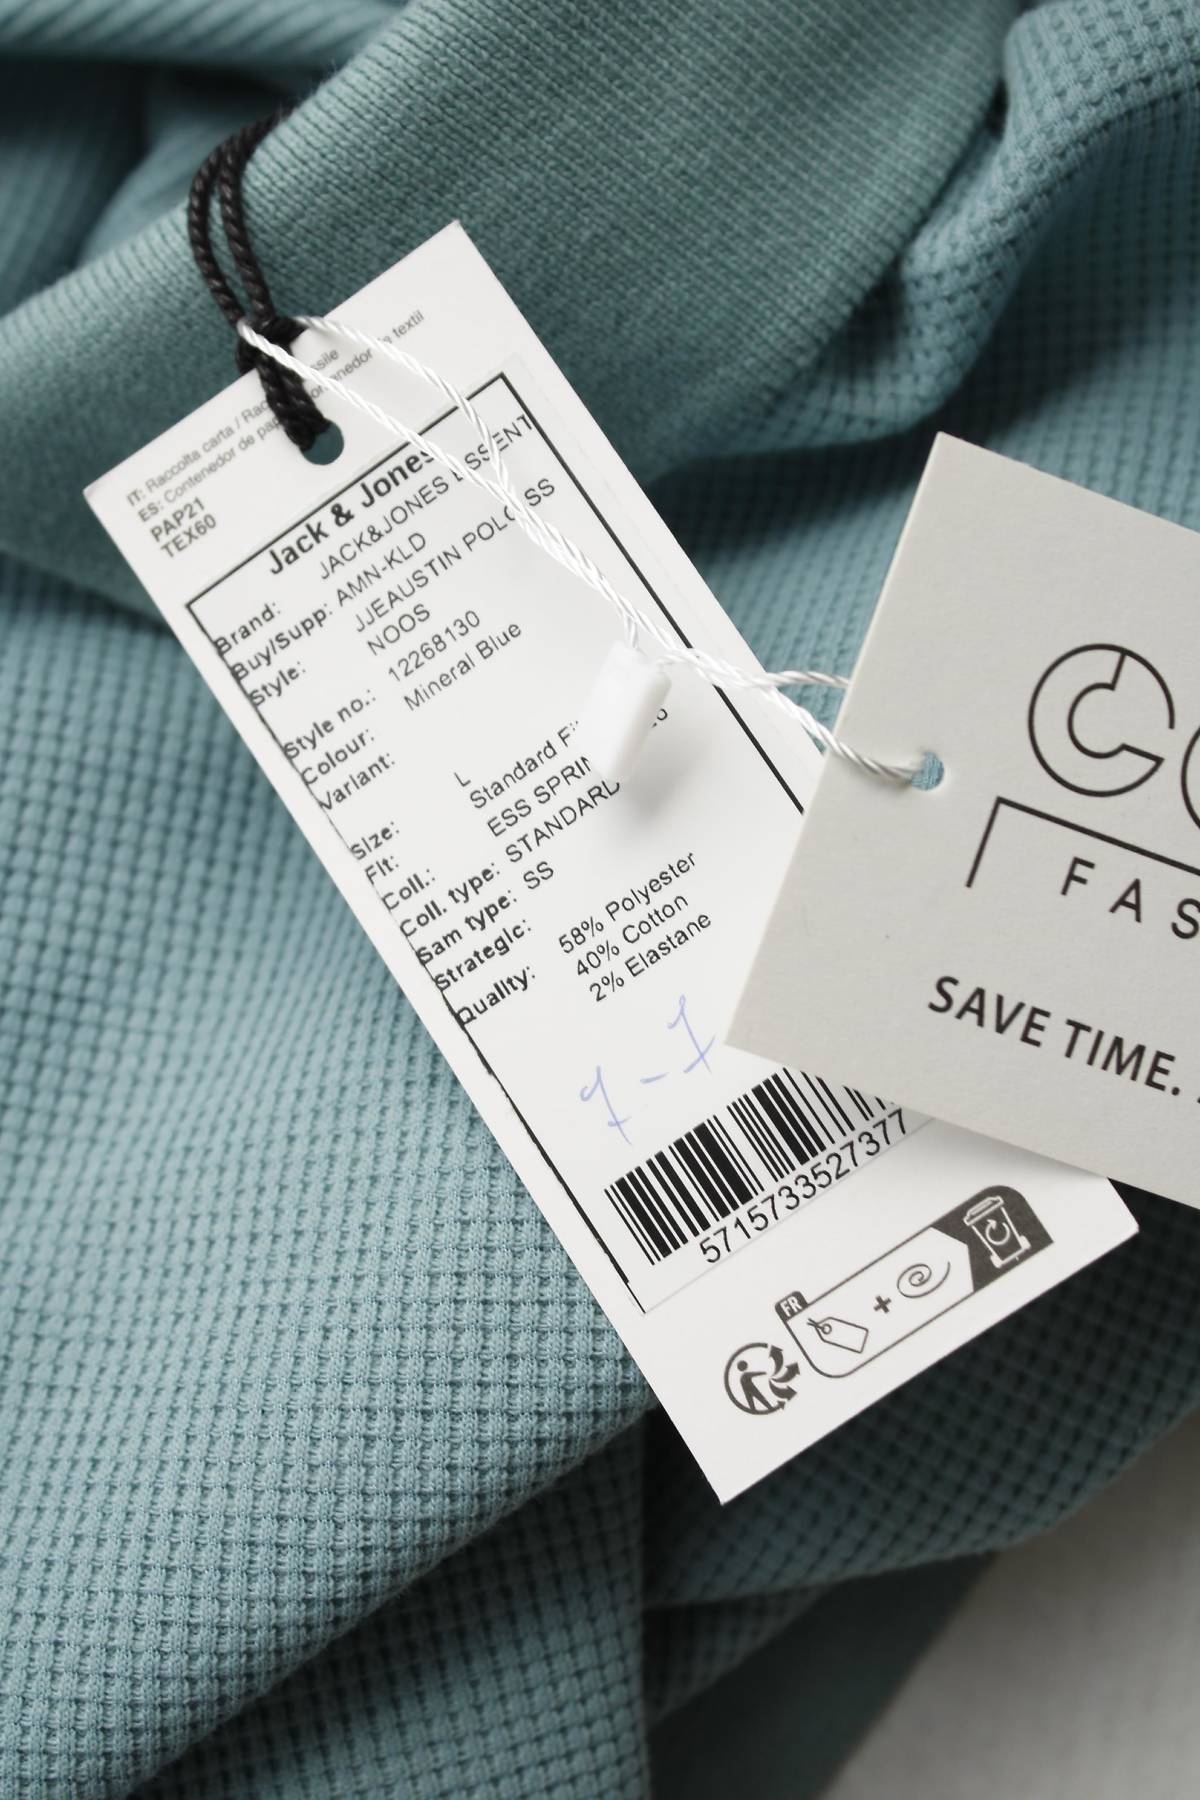 IT: Raccolta carta / Rac
ES: Contenedor de pap
textil
PAP21
TEX60
Jack & Jones
Brand: JACK&JONES ESSENT
Buy/Supp: AMN-KLD
Style: JJEAUSTIN POLO SS
NOOS
Style no.: 12268130
Colour: Mineral Blue
Variant:
Size: L
Fit: Standard Fi
Coll.: ESS SPRIN
Coll. type: STANDARD
Sam type: SS
Strategic:
Quality: 58% Polyester
40% Cotton
2% Elastane
5715733527377
FR
+
FAS
SAVE TIME.